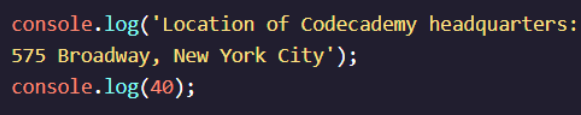 console.log('Location of Codecademy headquarters:
575 Broadway, New York City');
console.log(40);